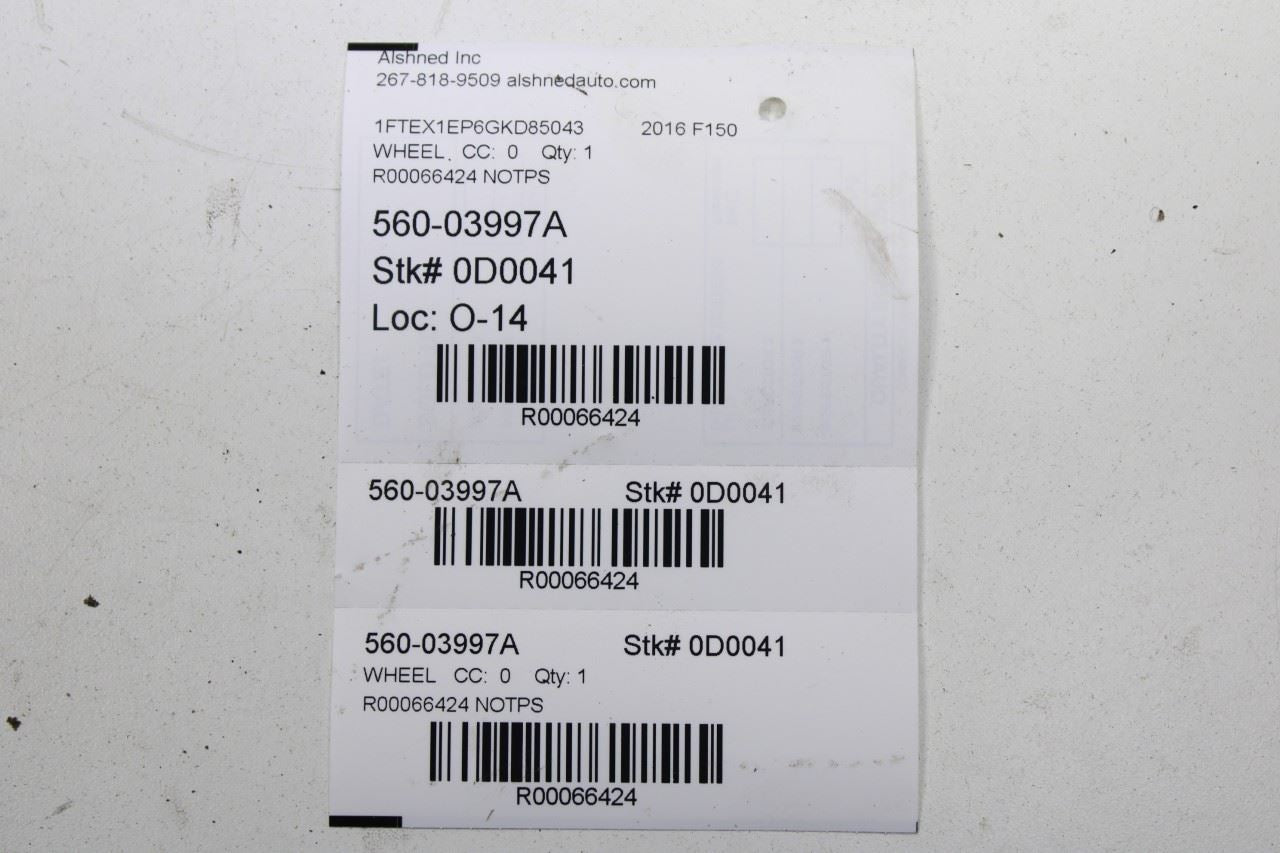 Alshned Inc
267-818-9509 alshnedauto.com
1FTEX1EP6GKD85043 2016 F150
WHEEL, CC: 0 Qty: 1
R00066424 NOTPS
560-03997A
Stk# 0D0041
Loc: O-14
R00066424
560-03997A Stk# 0D0041
R00066424
560-03997A Stk# 0D0041
WHEEL CC: 0 Qty: 1
R00066424 NOTPS
R00066424